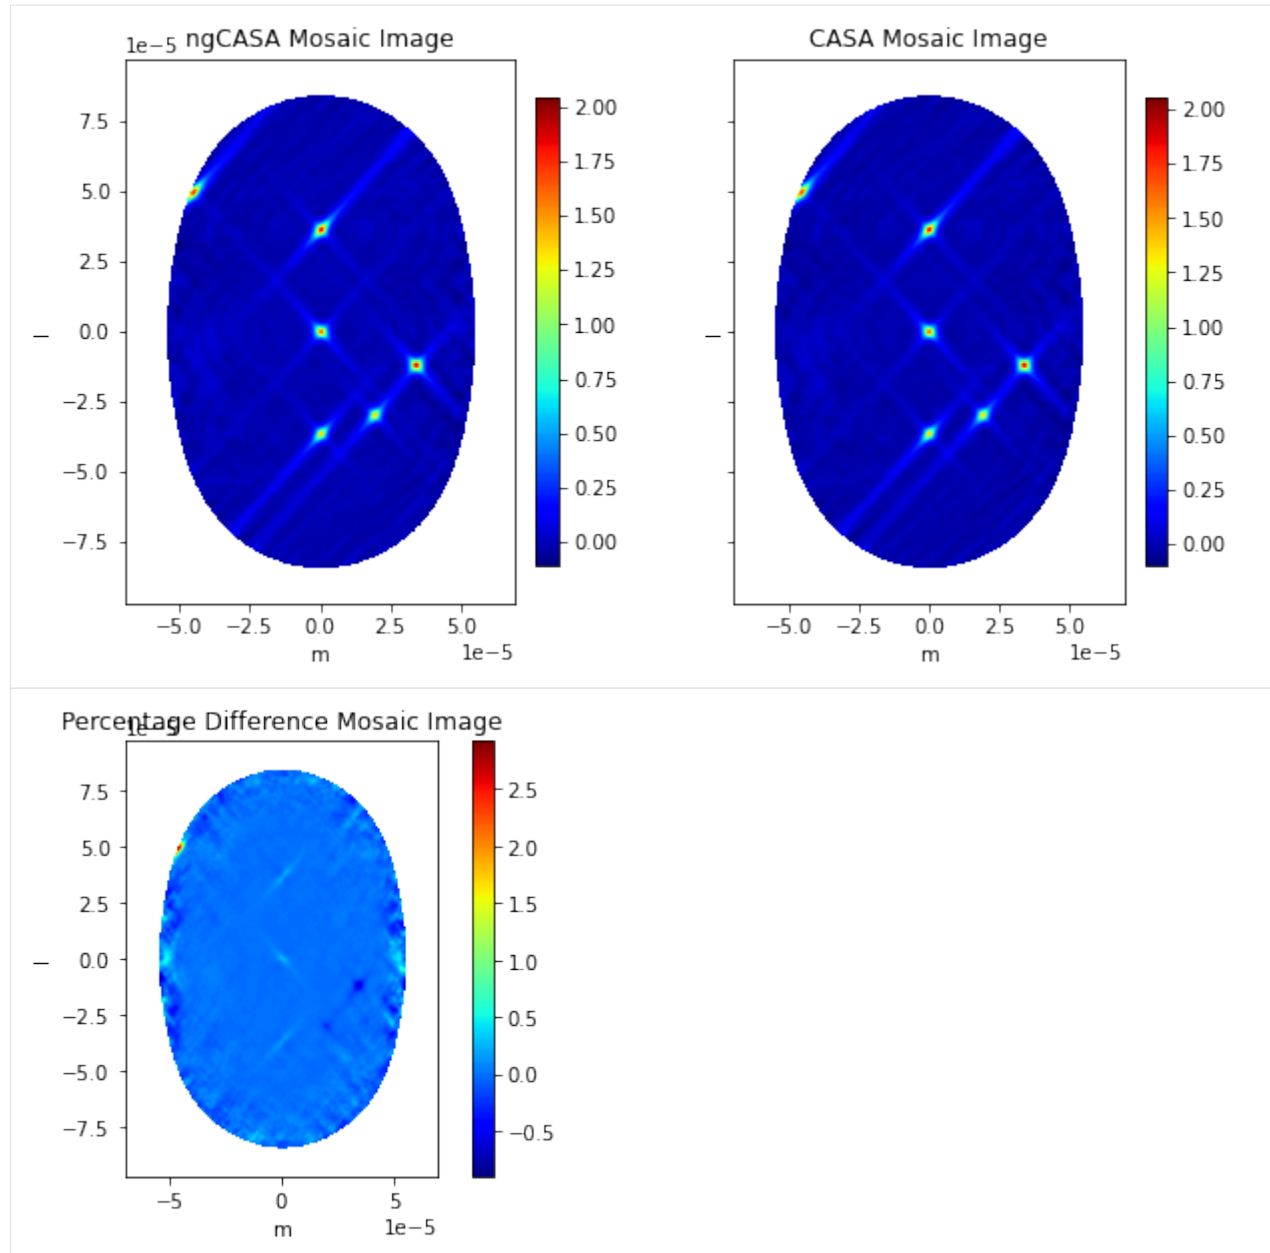 ngCASA Mosaic Image
1e−5
7.5
5.0
2.5
0.0
−2.5
−5.0
−7.5
l
−5.0 −2.5 0.0 2.5 5.0
m
1e−5
2.00
1.75
1.50
1.25
1.00
0.75
0.50
0.25
0.00
CASA Mosaic Image
l
−5.0 −2.5 0.0 2.5 5.0
m
1e−5
2.00
1.75
1.50
1.25
1.00
0.75
0.50
0.25
0.00
Percentage Difference Mosaic Image
1e−5
7.5
5.0
2.5
0.0
−2.5
−5.0
−7.5
l
−5 0 5
m
1e−5
2.5
2.0
1.5
1.0
0.5
0.0
−0.5